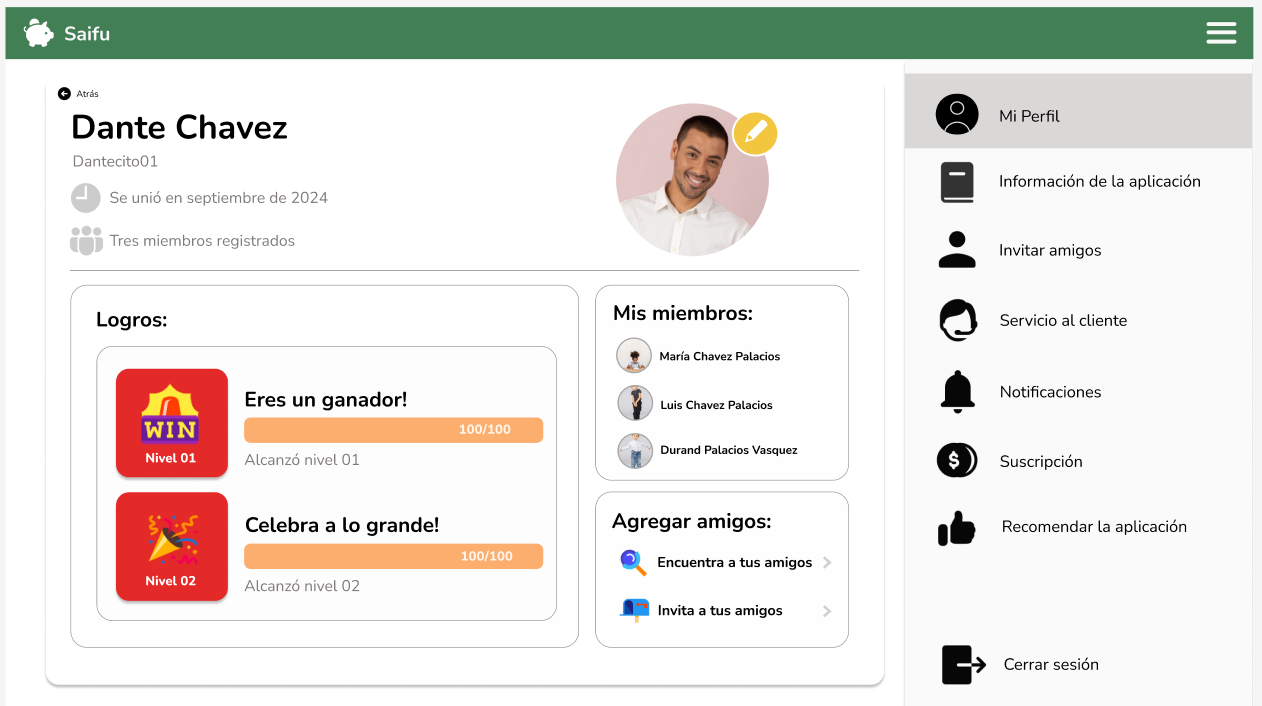 Saifu
Atrás
Dante Chavez
Dantecito01
Se unió en septiembre de 2024
Tres miembros registrados
Logros:
WIN
Nivel 01
Eres un ganador!
100/100
Alcanzó nivel 01
Nivel 02
Celebra a lo grande!
100/100
Alcanzó nivel 02
Mis miembros:
María Chavez Palacios
Luis Chavez Palacios
Durand Palacios Vasquez
Agregar amigos:
Encuentra a tus amigos
Invita a tus amigos
Mi Perfil
Información de la aplicación
Invitar amigos
Servicio al cliente
Notificaciones
$
Suscripción
Recomendar la aplicación
Cerrar sesión